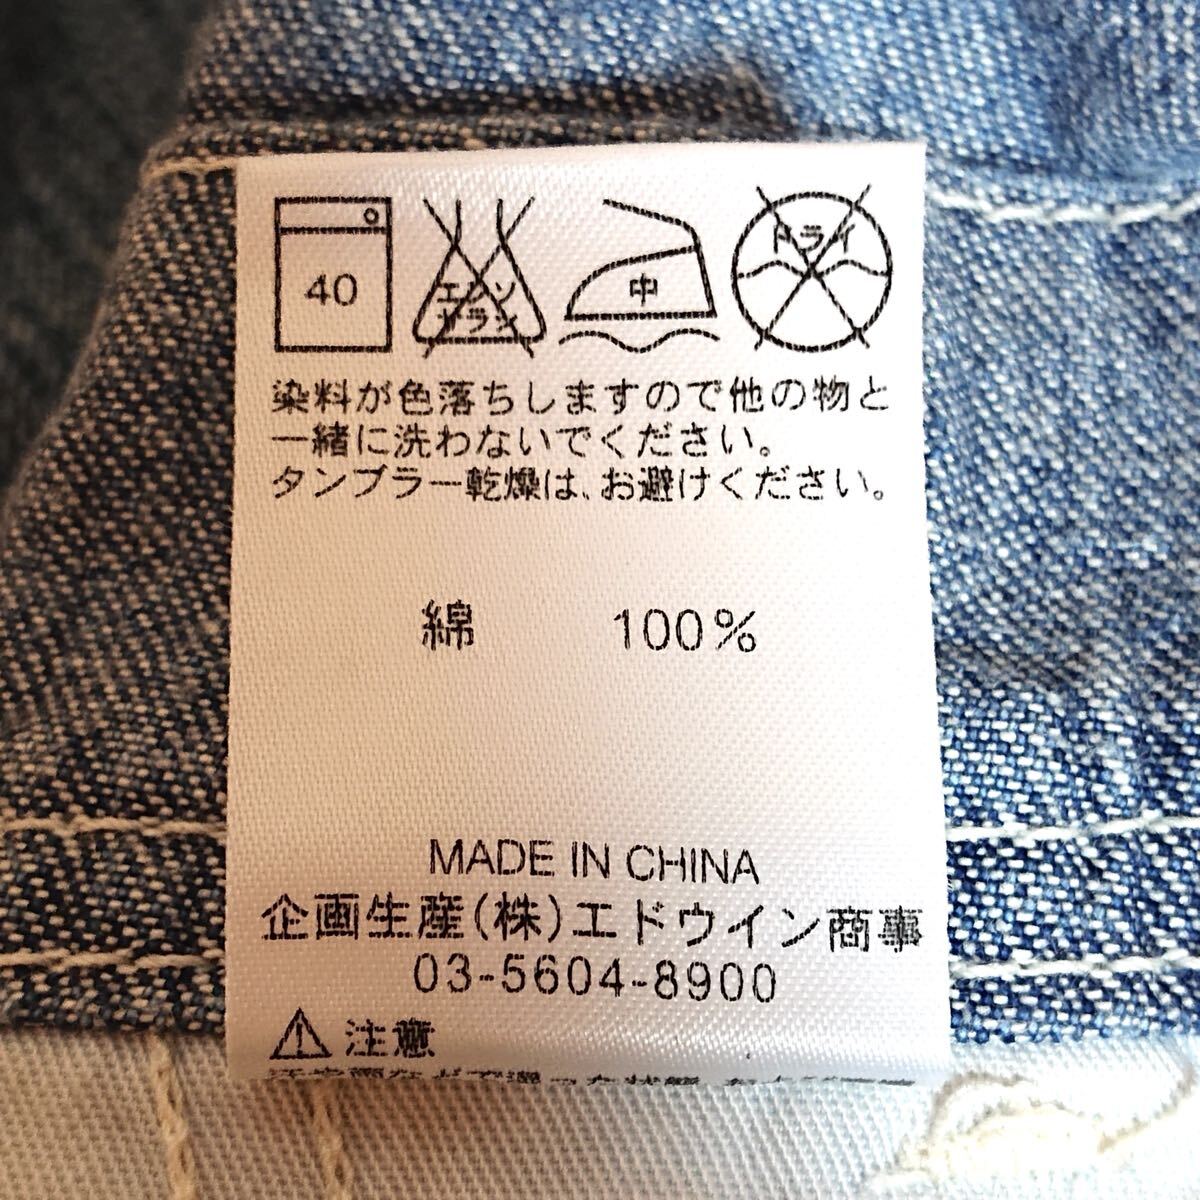 40
エンソ
サラシ
中
ドライ
染料が色落ちしますので他の物と
一緒に洗わないでください。
タンブラー乾燥は、お避けください。
綿 100%
MADE IN CHINA
企画生産(株)エドウイン商事
03-5604-8900
注意